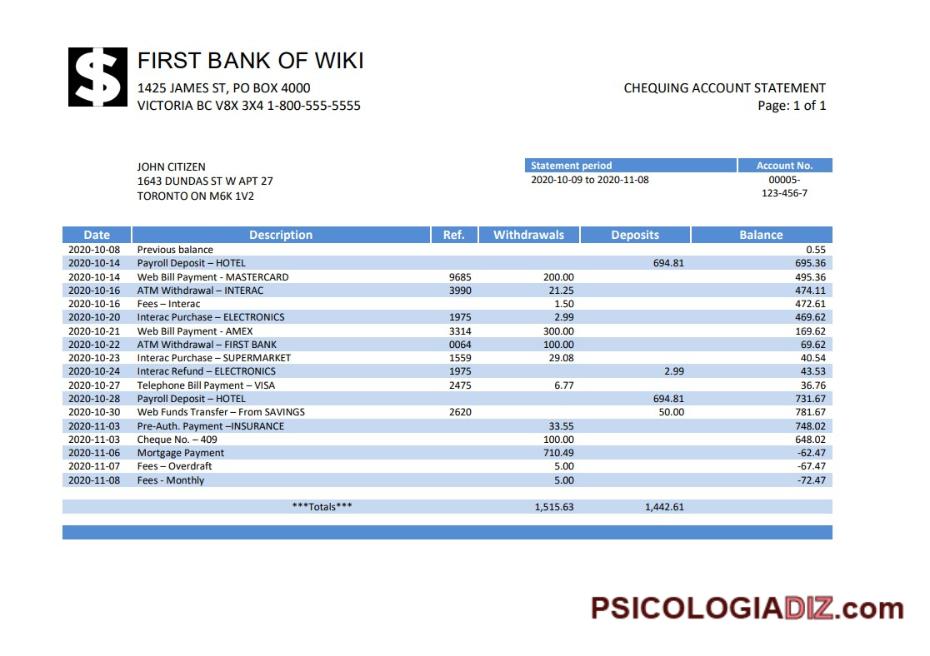 $
FIRST BANK OF WIKI
1425 JAMES ST, PO BOX 4000
VICTORIA BC V8X 3X4 1-800-555-5555
CHEQUING ACCOUNT STATEMENT
Page: 1 of 1
JOHN CITIZEN
1643 DUNDAS ST W APT 27
TORONTO ON M6K 1V2
Statement period Account No.
2020-10-09 to 2020-11-08 00005-
123-456-7
Date Description Ref. Withdrawals Deposits Balance
2020-10-08 Previous balance 0.55
2020-10-14 Payroll Deposit – HOTEL 694.81 695.36
2020-10-14 Web Bill Payment - MASTERCARD 9685 200.00 495.36
2020-10-16 ATM Withdrawal – INTERAC 3990 21.25 474.11
2020-10-16 Fees – Interac 1.50 472.61
2020-10-20 Interac Purchase – ELECTRONICS 1975 2.99 469.62
2020-10-21 Web Bill Payment - AMEX 3314 300.00 169.62
2020-10-22 ATM Withdrawal – FIRST BANK 0064 100.00 69.62
2020-10-23 Interac Purchase – SUPERMARKET 1559 29.08 40.54
2020-10-24 Interac Refund – ELECTRONICS 1975 2.99 43.53
2020-10-27 Telephone Bill Payment – VISA 2475 6.77 36.76
2020-10-28 Payroll Deposit – HOTEL 694.81 731.67
2020-10-30 Web Funds Transfer – From SAVINGS 2620 50.00 781.67
2020-11-03 Pre-Auth. Payment –INSURANCE 33.55 748.02
2020-11-03 Cheque No. – 409 100.00 648.02
2020-11-06 Mortgage Payment 710.49 -62.47
2020-11-07 Fees – Overdraft 5.00 -67.47
2020-11-08 Fees - Monthly 5.00 -72.47
***Totals*** 1,515.63 1,442.61
PSICOLOGIADIZ.com